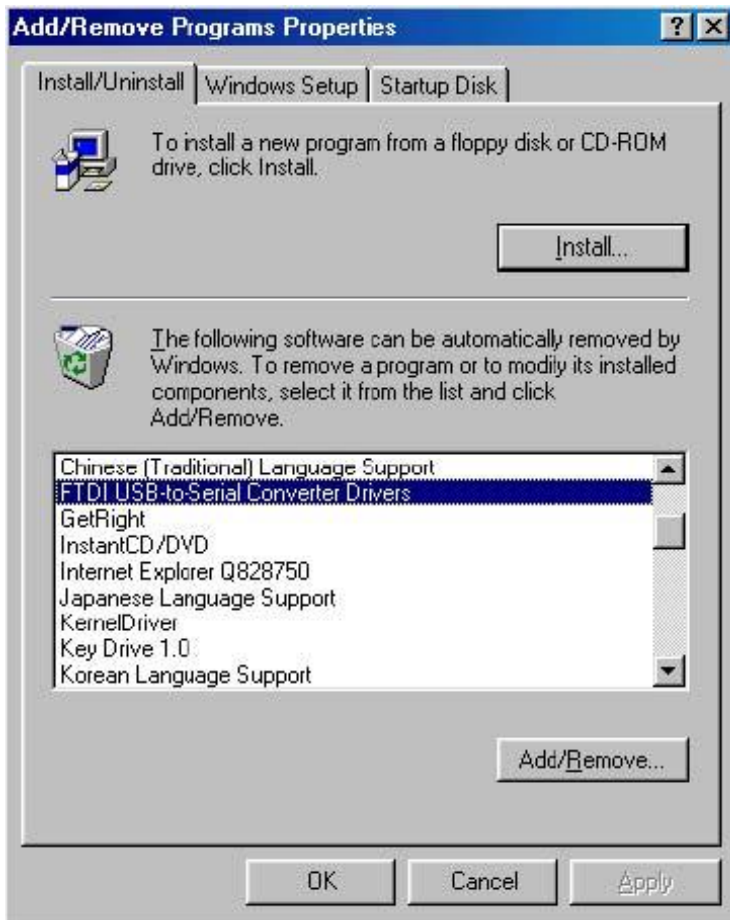 Add/Remove Programs Properties
Install/Uninstall
Windows Setup
Startup Disk
To install a new program from a floppy disk or CD-ROM
drive, click Install.
Install...
The following software can be automatically removed by
Windows. To remove a program or to modify its installed
components, select it from the list and click
Add/Remove.
Chinese (Traditional) Language Support
FTDI USB-to-Serial Converter Drivers
GetRight
InstantCD/DVD
Internet Explorer Q828750
Japanese Language Support
KernelDriver
Key Drive 1.0
Korean Language Support
Add/Remove...
OK
Cancel
Apply